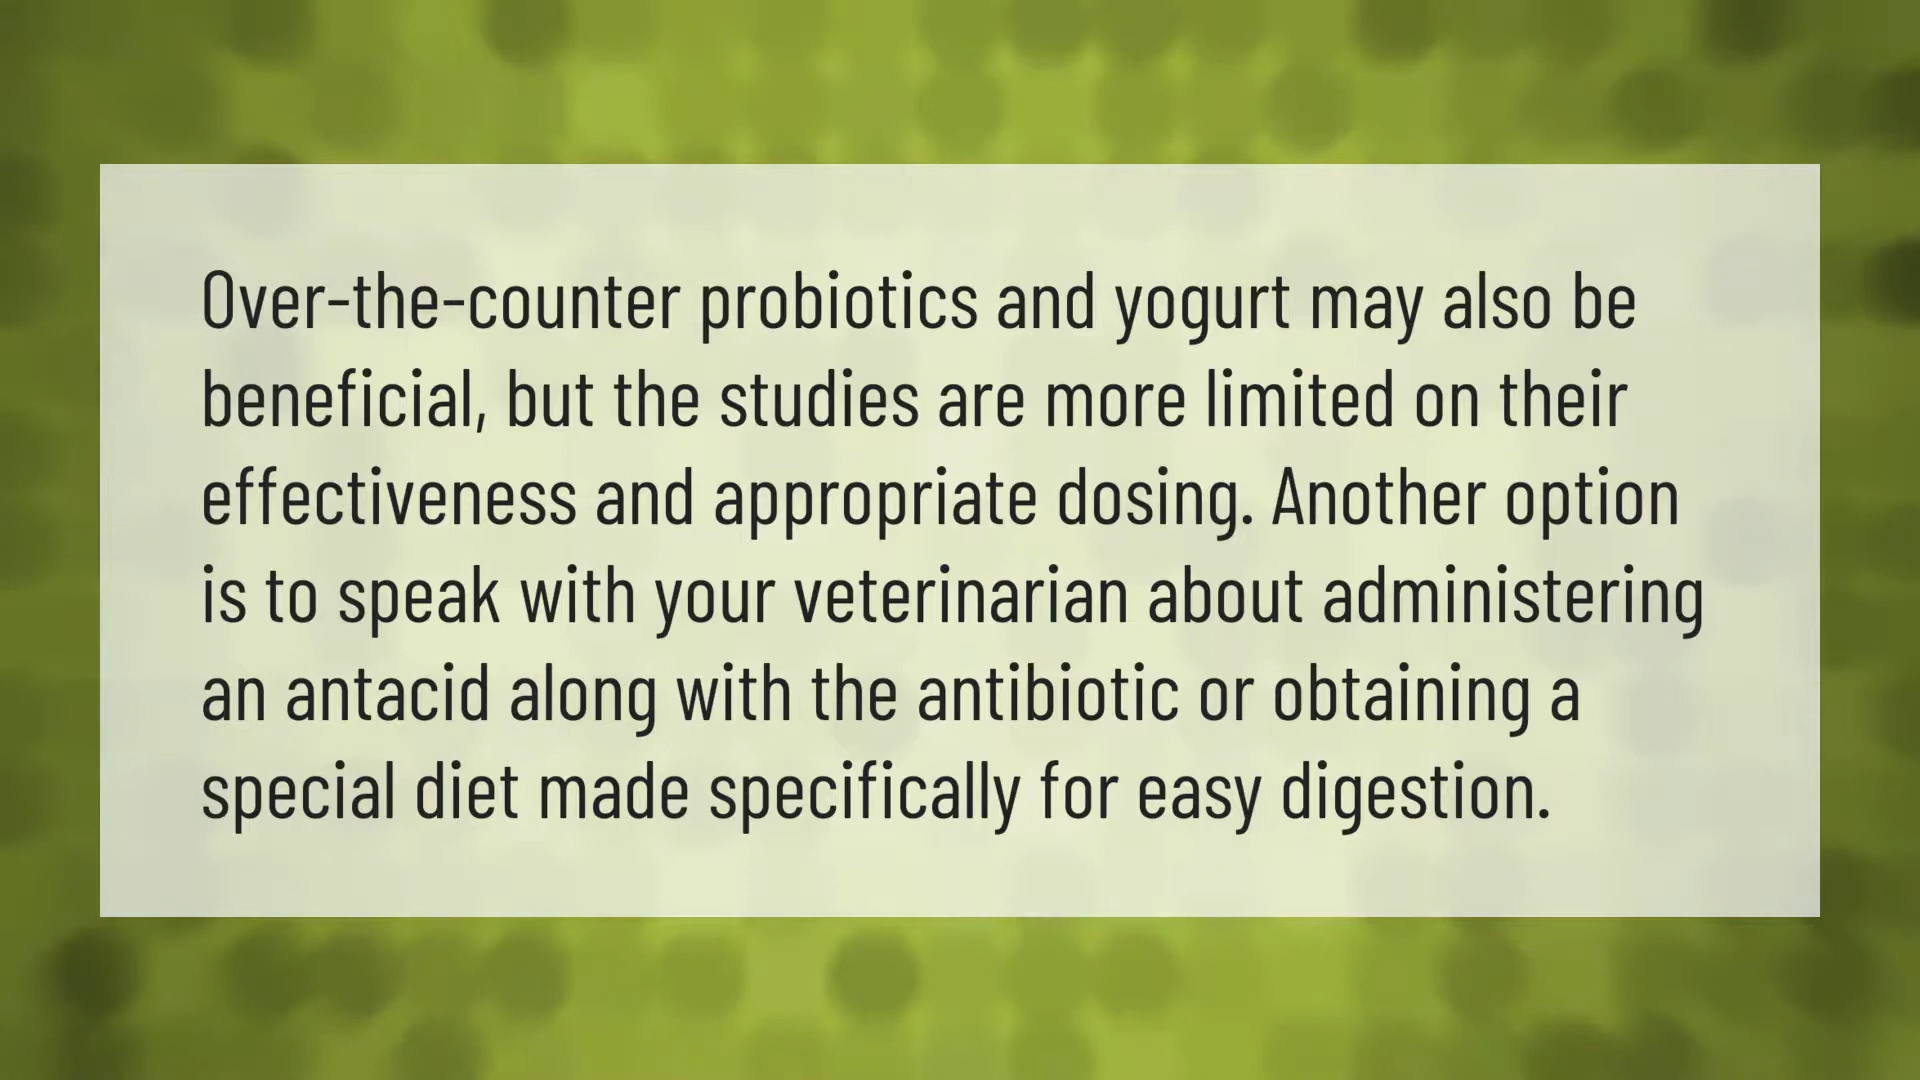 Over-the-counter probiotics and yogurt may also be
beneficial, but the studies are more limited on their
effectiveness and appropriate dosing. Another option
is to speak with your veterinarian about administering
an antacid along with the antibiotic or obtaining a
special diet made specifically for easy digestion.